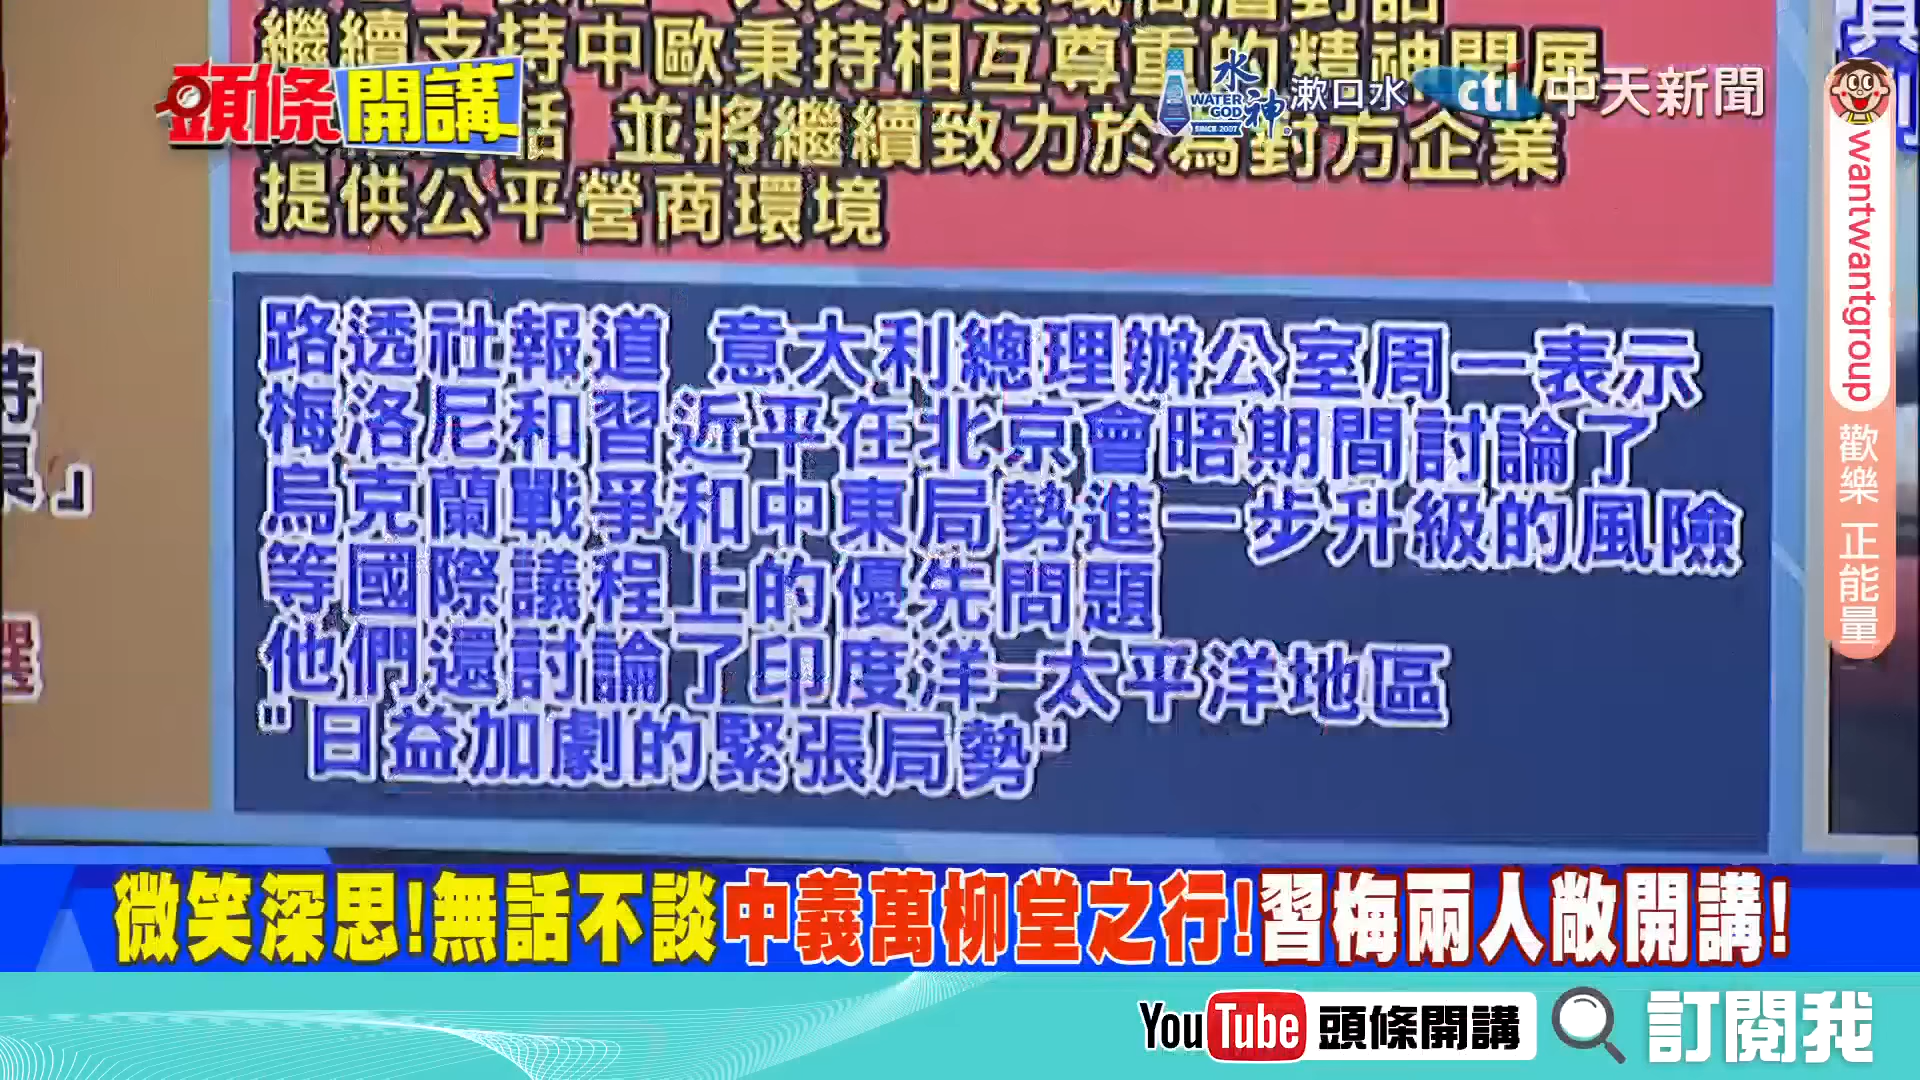 繼續支持中歐秉持相互尊重的精神開展
頭條開講
水神
WATER GOD
SINCE 2007
漱口水
cti
中天新聞
並將繼續致力於為對方企業
提供公平營商環境
路透社報道 意大利總理辦公室周一表示
梅洛尼和習近平在北京會晤期間討論了
烏克蘭戰爭和中東局勢進一步升級的風險
等國際議程上的優先問題
他們還討論了印度洋-太平洋地區
"日益加劇的緊張局勢"
wantwantgroup
歡樂 正能量
微笑深思!無話不談中義萬柳堂之行!習梅兩人敞開講!
YouTube 頭條開講
訂閱我